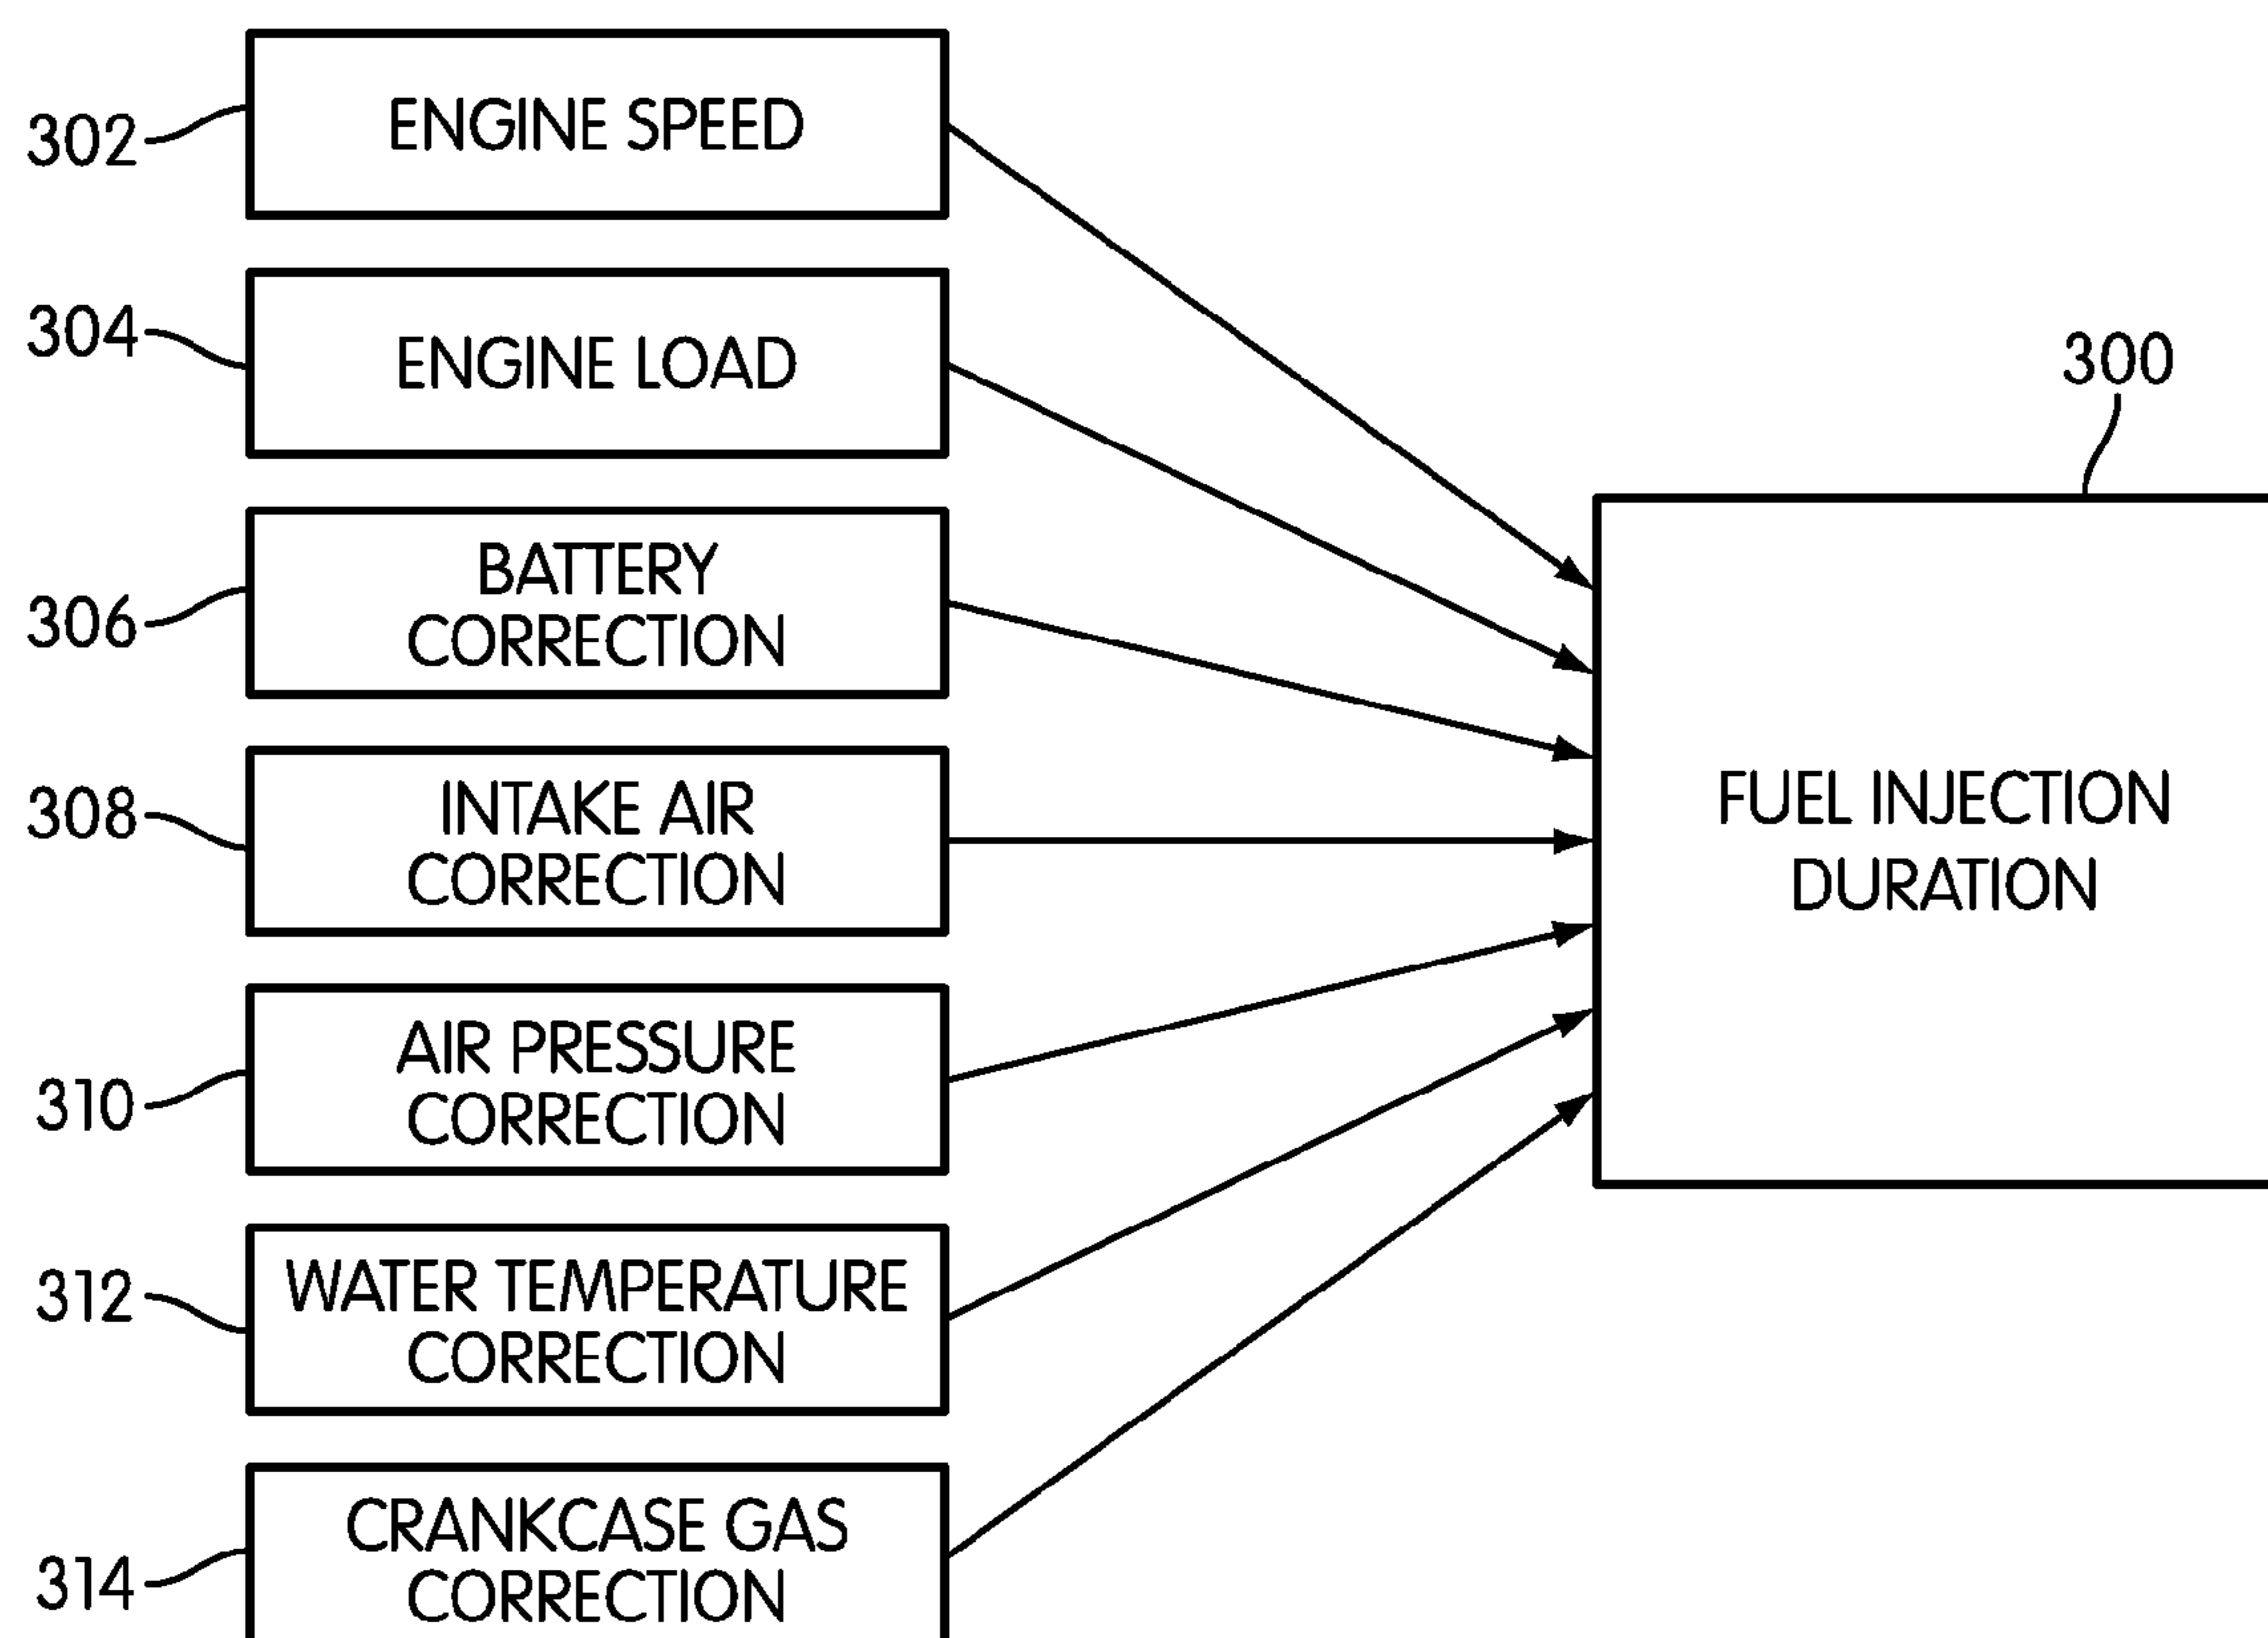 302
ENGINE SPEED
304
ENGINE LOAD
300
306
BATTERY
CORRECTION
308
INTAKE AIR
CORRECTION
FUEL INJECTION
DURATION
310
AIR PRESSURE
CORRECTION
312
WATER TEMPERATURE
CORRECTION
314
CRANKCASE GAS
CORRECTION